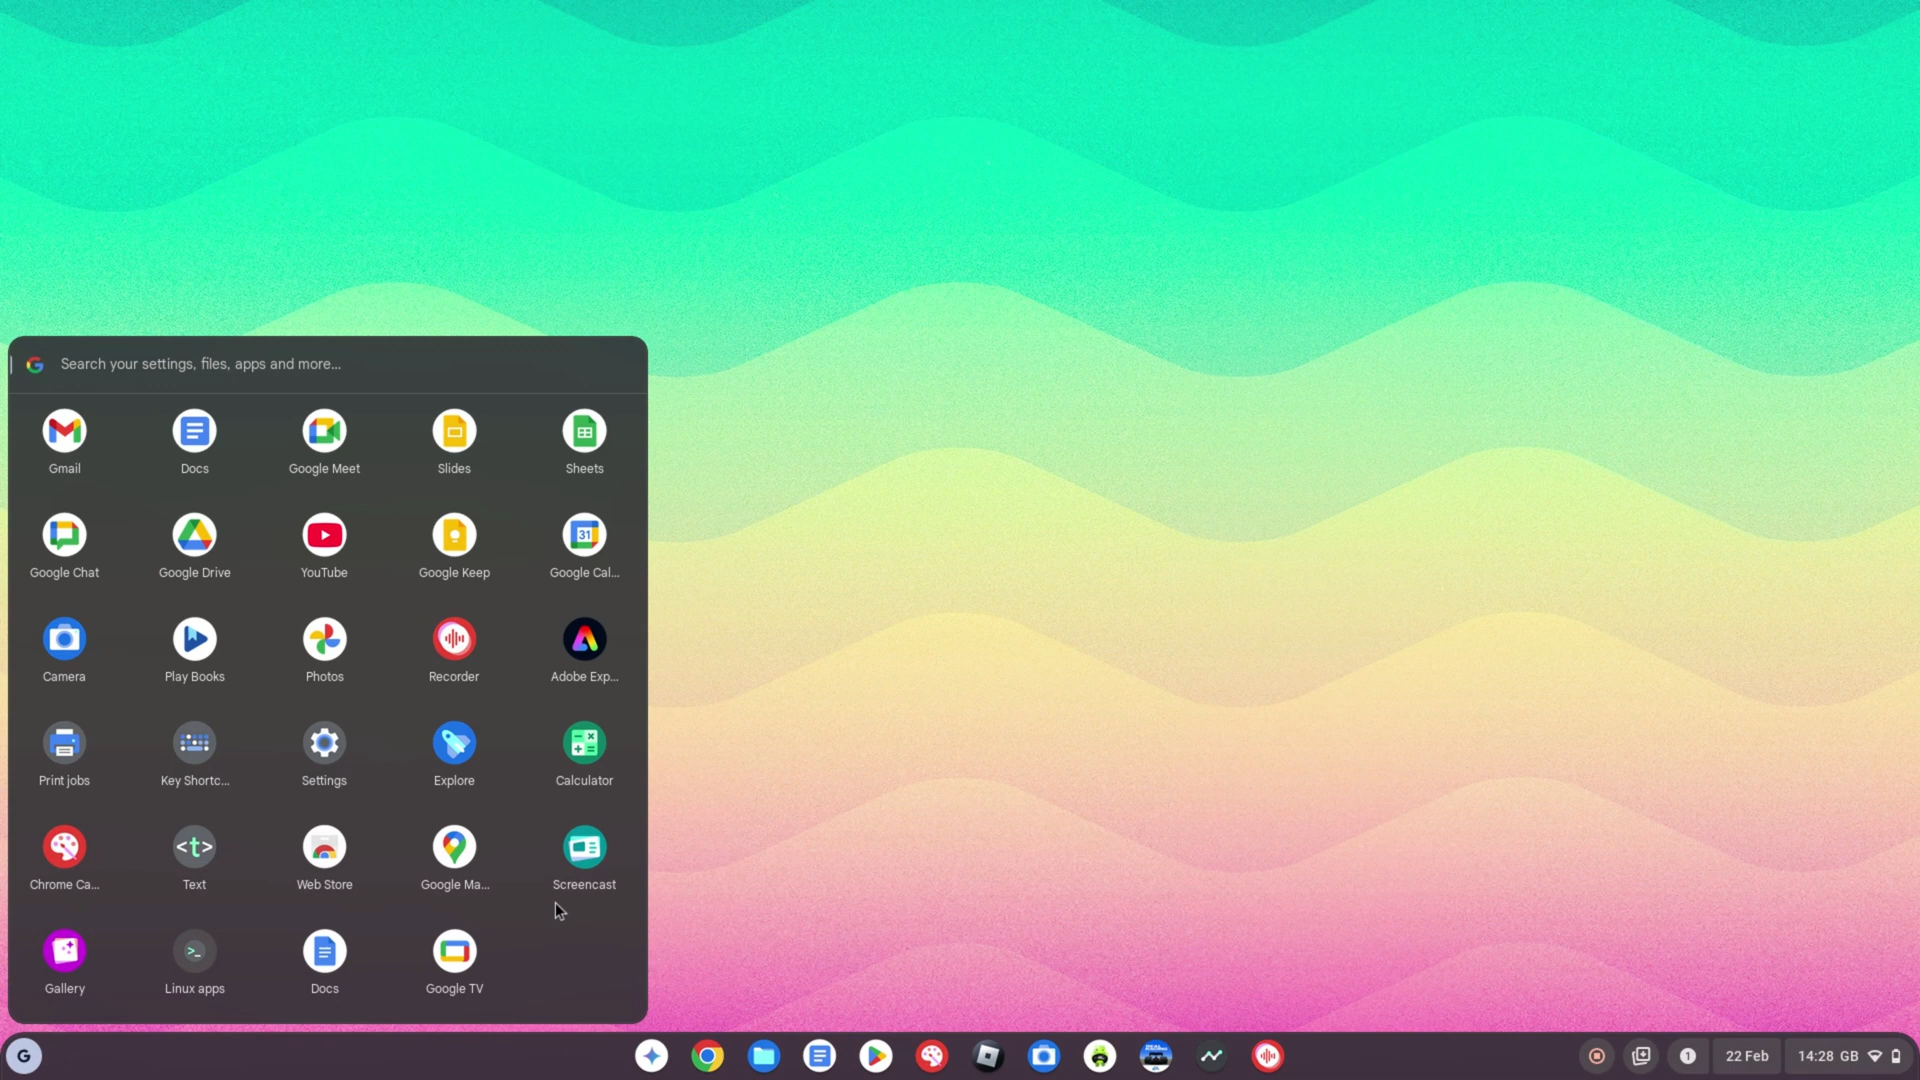 Search your settings, files, apps and more...
Gmail
Docs
Google Meet
Slides
Sheets
Google Chat
Google Drive
YouTube
Google Keep
31
Google Cal...
Camera
Play Books
Photos
Recorder
Adobe Exp...
Print jobs
Key Shortc...
Settings
Explore
Calculator
Chrome Ca...
<t>
Text
Web Store
Google Ma...
Screencast
Gallery
>_
Linux apps
Docs
Google TV
G
1
22 Feb
14:28 GB